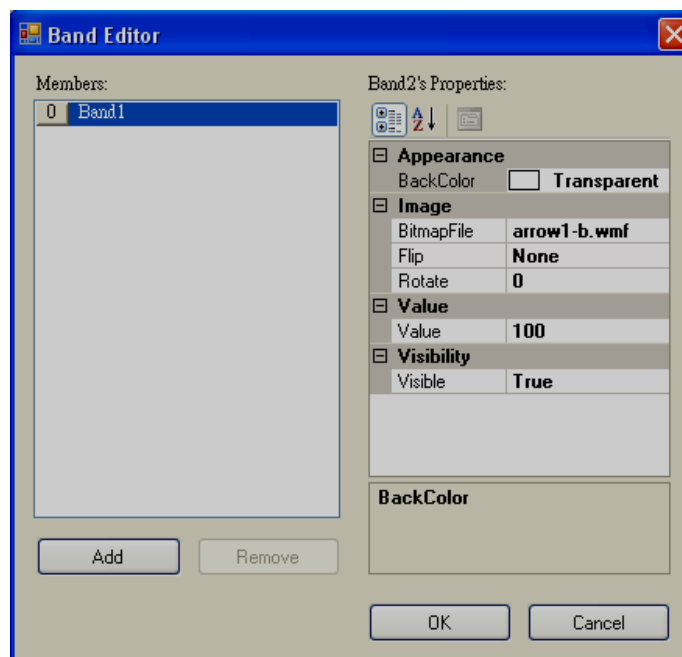 Band Editor
Members:
0 Band1
Add
Remove
Band2's Properties:
A Z
Appearance
BackColor Transparent
Image
BitmapFile arrow1-b.wmf
Flip None
Rotate 0
Value
Value 100
Visibility
Visible True
BackColor
OK
Cancel